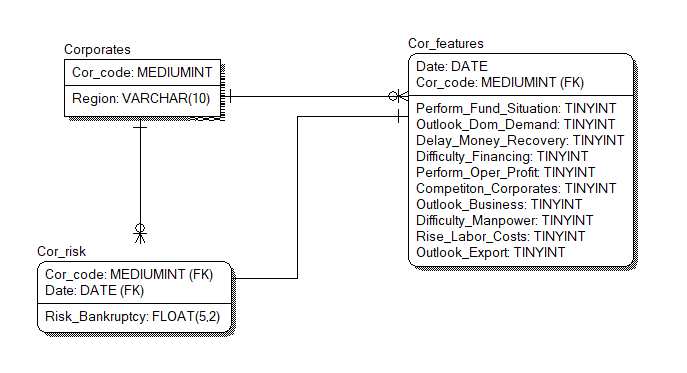 Corporates
Cor_code: MEDIUMINT
Region: VARCHAR(10)
Cor_features
Date: DATE
Cor_code: MEDIUMINT (FK)
Perform_Fund_Situation: TINYINT
Outlook_Dom_Demand: TINYINT
Delay_Money_Recovery: TINYINT
Difficulty_Financing: TINYINT
Perform_Oper_Profit: TINYINT
Competiton_Corporates: TINYINT
Outlook_Business: TINYINT
Difficulty_Manpower: TINYINT
Rise_Labor_Costs: TINYINT
Outlook_Export: TINYINT
Cor_risk
Cor_code: MEDIUMINT (FK)
Date: DATE (FK)
Risk_Bankruptcy: FLOAT(5,2)